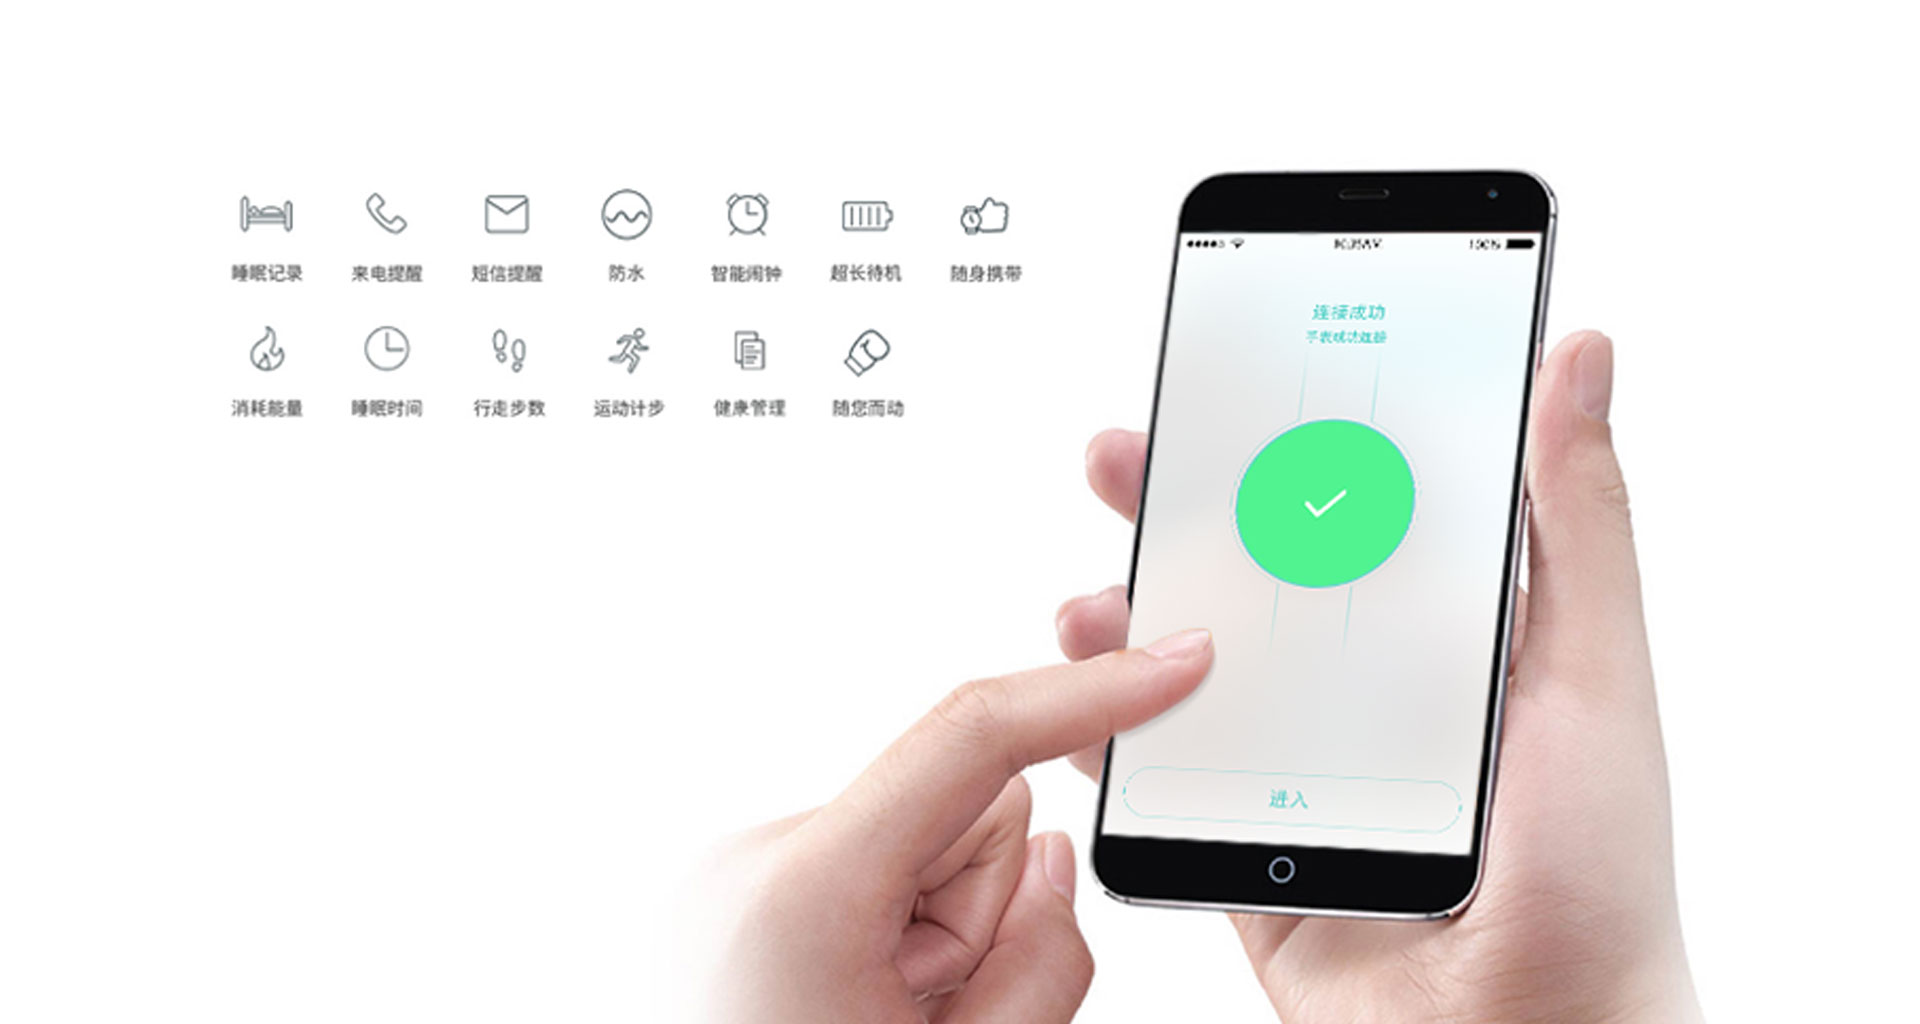 睡眠记录 来电提醒 短信提醒 防水 智能闹钟 超长待机 随身携带
消耗能量 睡眠时间 行走步数 运动计步 健康管理 随您而动
100%
连接成功
手表成功连接
进入